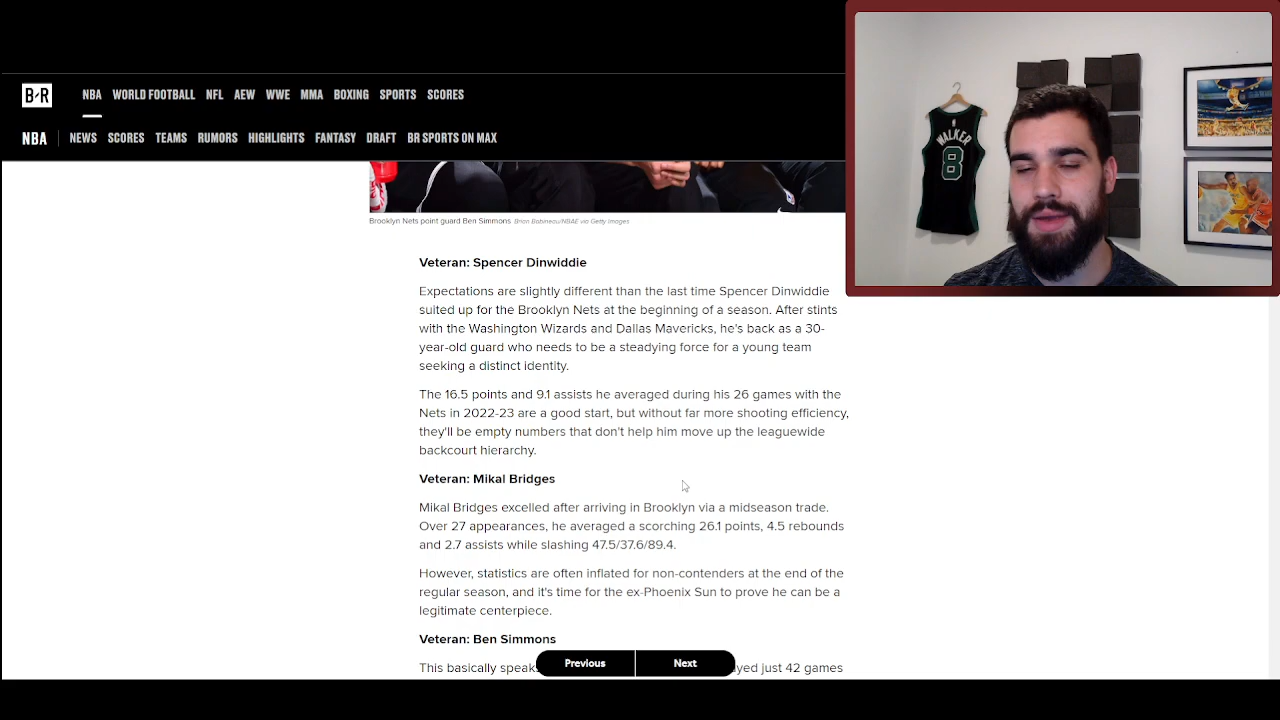 B/R
NBA WORLD FOOTBALL NFL AEW WWE MMA BOXING SPORTS SCORES
NBA NEWS SCORES TEAMS RUMORS HIGHLIGHTS FANTASY DRAFT BR SPORTS ON MAX
WALKER
8
Brooklyn Nets point guard Ben Simmons Brian Babineau/NBAE via Getty Images
Veteran: Spencer Dinwiddie
Expectations are slightly different than the last time Spencer Dinwiddie
suited up for the Brooklyn Nets at the beginning of a season. After stints
with the Washington Wizards and Dallas Mavericks, he's back as a 30-
year-old guard who needs to be a steadying force for a young team
seeking a distinct identity.
The 16.5 points and 9.1 assists he averaged during his 26 games with the
Nets in 2022-23 are a good start, but without far more shooting efficiency,
they'll be empty numbers that don't help him move up the leaguewide
backcourt hierarchy.
Veteran: Mikal Bridges
Mikal Bridges excelled after arriving in Brooklyn via a midseason trade.
Over 27 appearances, he averaged a scorching 26.1 points, 4.5 rebounds
and 2.7 assists while slashing 47.5/37.6/89.4.
However, statistics are often inflated for non-contenders at the end of the
regular season, and it's time for the ex-Phoenix Sun to prove he can be a
legitimate centerpiece.
Veteran: Ben Simmons
This basically speaks
just 42 games
Previous Next